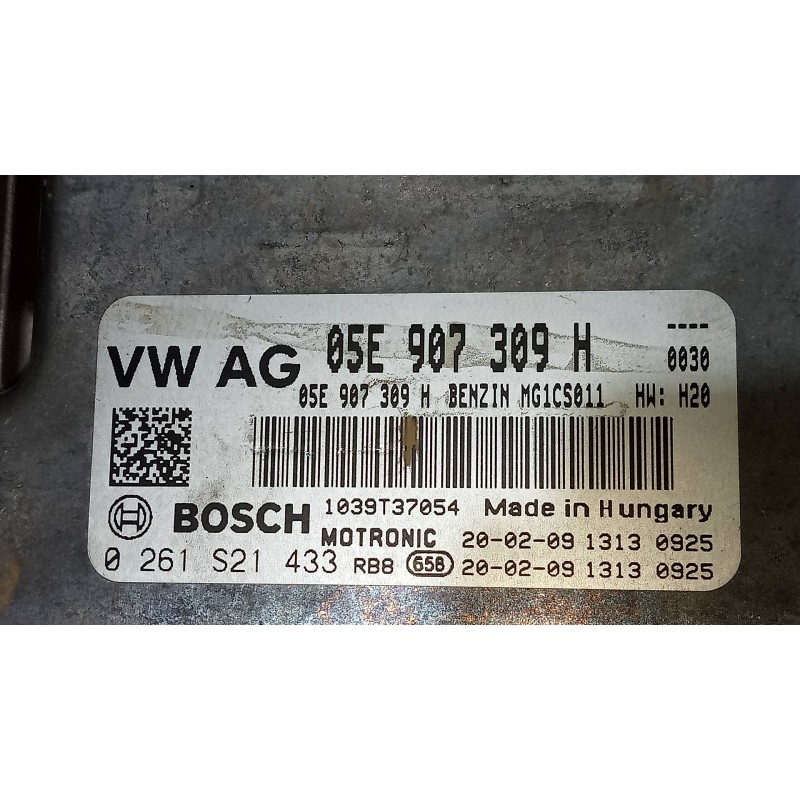 VW AG 05E 907 309 H ----
0030
05E 907 309 H BENZIN MG1CS011 HW: H20
BOSCH 1039T37054 Made in Hungary
MOTRONIC 20-02-09 1313 0925
0 261 S21 433 RB8 658 20-02-09 1313 0925